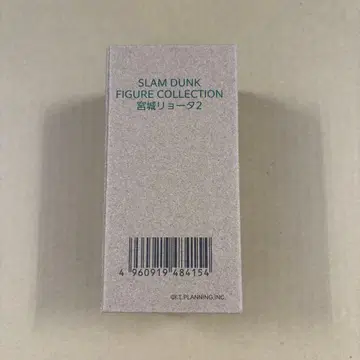 SLAM DUNK
FIGURE COLLECTION
宮城リョータ2
4 960919 484154
©I.T.PLANNING,INC.